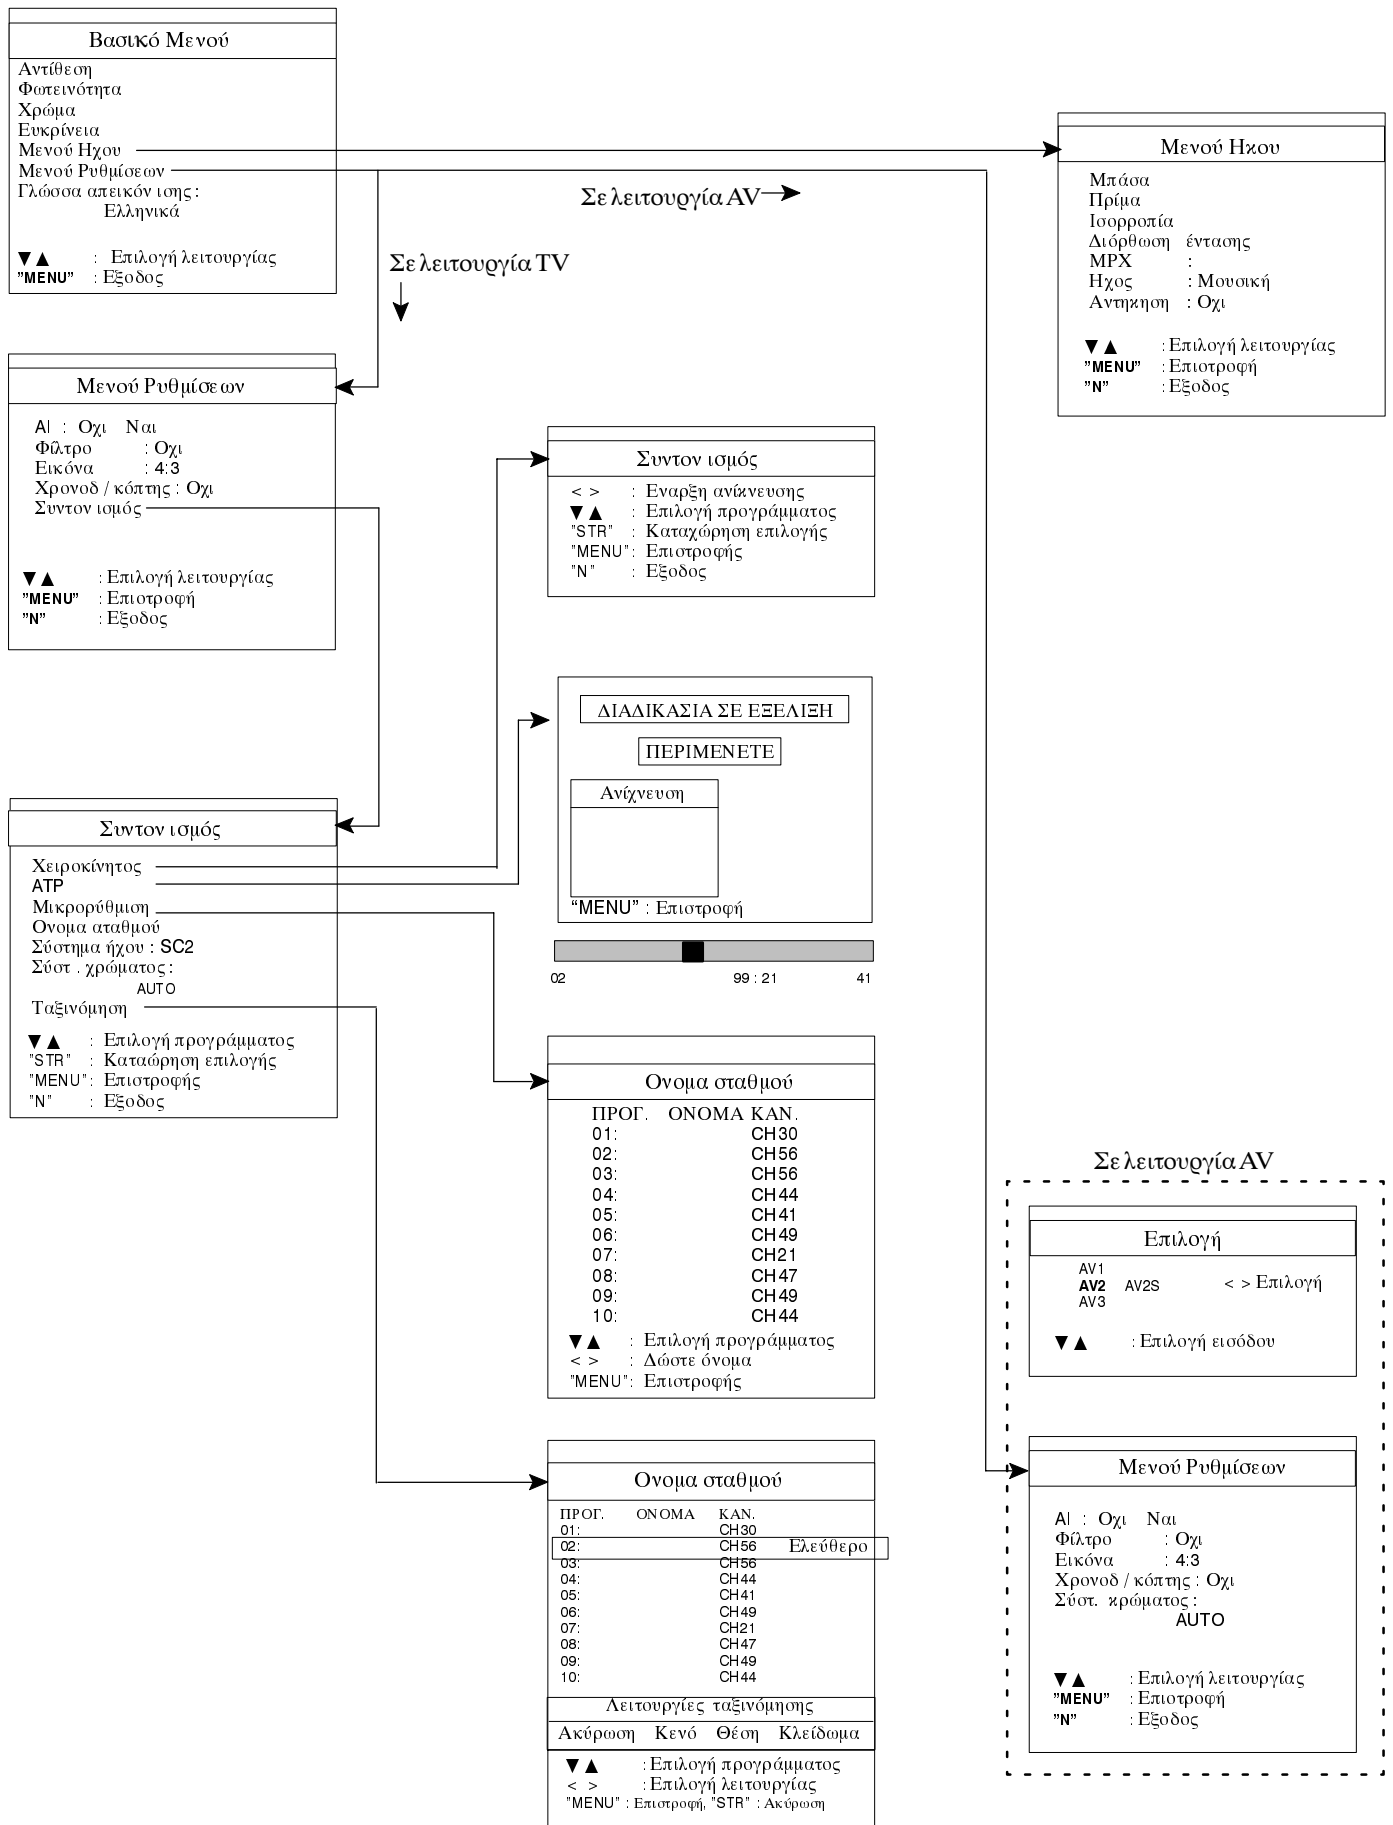 Βασικό Μενού
Αντίθεση
Φωτεινότητα
Χρώμα
Ευκρίνεια
Μενού Ηχου
Μενού Ρυθμίσεων
Γλώσσα απεικόν ισης :
Ελληνικά
▼ ▲ : Επιλογή λειτουργίας
"MENU" : Εξοδος
Σε λειτουργία AV
Σε λειτουργία TV
Μενού Ηκου
Μπάσα
Πρίμα
Ισορροπία
Διόρθωση έντασης
MPX :
Ηχος : Μουσική
Αντηκηση : Οχι
▼ ▲ : Επιλογή λειτουργίας
"MENU" : Επιοτροφή
"N" : Εξοδος
Μενού Ρυθμίσεων
AI : Οχι Ναι
Φίλτρο : Οχι
Εικόνα : 4:3
Χρονοδ / κόπτης : Οχι
Συντον ισμός
▼ ▲ : Επιλογή λειτουργίας
"MENU" : Επιοτροφή
"N" : Εξοδος
Συντον ισμός
< > : Εναρξη ανίκνευσης
▼ ▲ : Επιλογή προγράμματος
"STR" : Καταχώρηση επιλογής
"MENU" : Επιστροφής
"N" : Εξοδος
ΔΙΑΔΙΚΑΣΙΑ ΣΕ ΕΞΕΛΙΞΗ
ΠΕΡΙΜΕΝΕΤΕ
Ανίχνευση
“MENU” : Επιστροφή
02 99 : 21 41
Συντον ισμός
Χειροκίνητος
ATP
Μικρορύθμιση
Ονομα αταθμού
Σύστημα ήχου : SC2
Σύστ . χρώματος :
AUTO
Ταξινόμηση
▼ ▲ : Επιλογή προγράμματος
"STR" : Καταώρηση επιλογής
"MENU" : Επιστροφής
"N" : Εξοδος
Ονομα σταθμού
ΠΡΟΓ. ΟΝΟΜΑ ΚΑΝ.
01: CH30
02: CH56
03: CH56
04: CH44
05: CH41
06: CH49
07: CH21
08: CH47
09: CH49
10: CH44
▼ ▲ : Επιλογή προγράμματος
< > : Δώστε όνομα
"MENU" : Επιστροφής
Ονομα σταθμού
ΠΡΟΓ. ΟΝΟΜΑ ΚΑΝ.
01: CH30
02: CH56 Ελεύθερο
03: CH56
04: CH44
05: CH41
06: CH49
07: CH21
08: CH47
09: CH49
10: CH44
Λειτουργίες ταξινόμησης
Ακύρωση Κενό Θέση Κλείδωμα
▼ ▲ : Επιλογή προγράμματος
< > : Επιλογή λειτουργίας
"MENU" : Επιστροφή, "STR" : Ακύρωση
Σε λειτουργία AV
Επιλογή
AV1
AV2 AV2S < > Επιλογή
AV3
▼ ▲ : Επιλογή εισόδου
Μενού Ρυθμίσεων
AI : Οχι Ναι
Φίλτρο : Οχι
Εικόνα : 4:3
Χρονοδ / κόπτης : Οχι
Σύστ. κρώματος :
AUTO
▼ ▲ : Επιλογή λειτουργίας
"MENU" : Επιοτροφή
"N" : Εξοδος